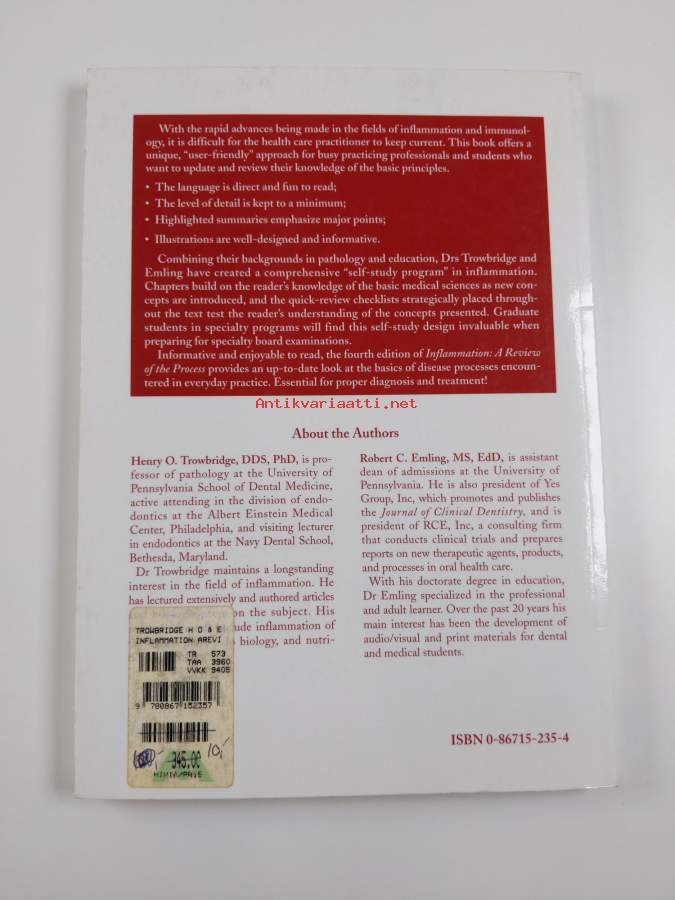 With the rapid advances being made in the fields of inflammation and immunol-
ogy, it is difficult for the health care practitioner to keep current. This book offers a
unique, “user-friendly” approach for busy practicing professionals and students who
want to update and review their knowledge of the basic principles.
• The language is direct and fun to read;
• The level of detail is kept to a minimum;
• Highlighted summaries emphasize major points;
• Illustrations are well-designed and informative.
Combining their backgrounds in pathology and education, Drs Trowbridge and
Emling have created a comprehensive “self-study program” in inflammation.
Chapters build on the reader’s knowledge of the basic medical sciences as new con-
cepts are introduced, and the quick-review checklists strategically placed through-
out the text test the reader’s understanding of the concepts presented. Graduate
students in specialty programs will find this self-study design invaluable when
preparing for specialty board examinations.
Informative and enjoyable to read, the fourth edition of Inflammation: A Review
of the Process provides an up-to-date look at the basics of disease processes encoun-
tered in everyday practice. Essential for proper diagnosis and treatment!
Antikvariaatti.net
About the Authors
Henry O. Trowbridge, DDS, PhD, is pro-
fessor of pathology at the University of
Pennsylvania School of Dental Medicine,
active attending in the division of endo-
dontics at the Albert Einstein Medical
Center, Philadelphia, and visiting lecturer
in endodontics at the Navy Dental School,
Bethesda, Maryland.
Dr Trowbridge maintains a longstanding
interest in the field of inflammation. He
has lectured extensively and authored articles
on the subject. His
ude inflammation of
biology, and nutri-
TROWBRIDGE H O & E
INFLAMMATION AREVI
TR 573
TAA 3960
VVKK 9405
9 780867 152357
345.00
10,-
Robert C. Emling, MS, EdD, is assistant
dean of admissions at the University of
Pennsylvania. He is also president of Yes
Group, Inc, which promotes and publishes
the Journal of Clinical Dentistry, and is
president of RCE, Inc, a consulting firm
that conducts clinical trials and prepares
reports on new therapeutic agents, products,
and processes in oral health care.
With his doctorate degree in education,
Dr Emling specialized in the professional
and adult learner. Over the past 20 years his
main interest has been the development of
audio/visual and print materials for dental
and medical students.
ISBN 0-86715-235-4